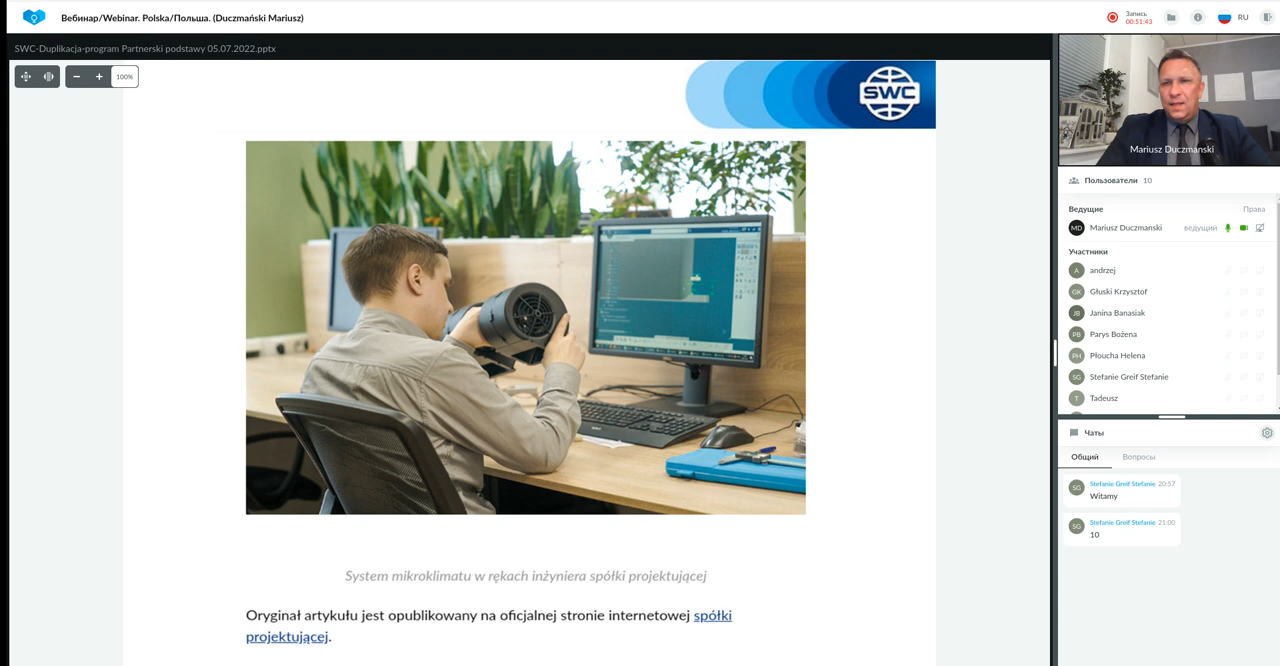 Вебинар/Webinar. Polska/Польша. (Duczmański Mariusz)
Запись
00:51:43
RU
SWC-Duplikacja-program Partnerski podstawy 05.07.2022.pptx
100%
SWC
System mikroklimatu w rękach inżyniera spółki projektującej
Oryginał artykułu jest opublikowany na oficjalnej stronie internetowej spółki
projektującej.
Mariusz Duczmanski
Пользователи 10
Ведущие Права
MD Mariusz Duczmanski ведущий
Участники
A andrzej
GK Głuski Krzysztof
JB Janina Banasiak
PB Parys Bożena
PH Płoucha Helena
SG Stefanie Greif Stefanie
T Tadeusz
Чаты
Общий Вопросы
SG Stefanie Greif Stefanie 20:57
Witamy
SG Stefanie Greif Stefanie 21:00
10